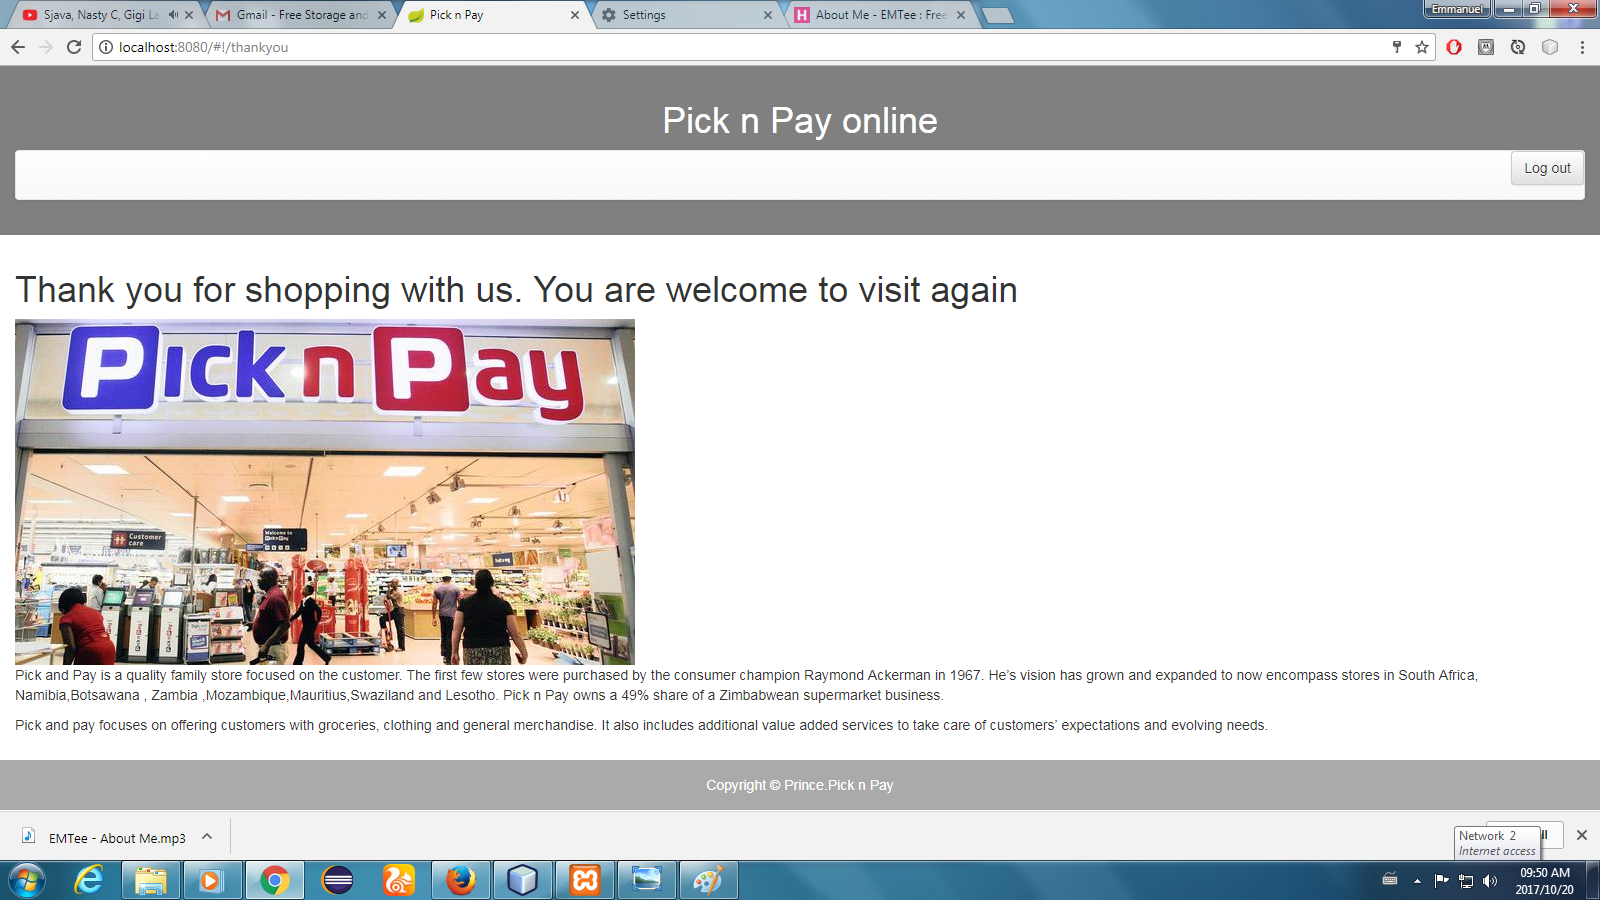 Sjava, Nasty C, Gigi La
Gmail - Free Storage and
Pick n Pay
Settings
About Me - EMTee : Free
Emmanuel
localhost:8080/#!/thankyou
Pick n Pay online
Log out
Thank you for shopping with us. You are welcome to visit again
Pick n Pay
Customer care
Welcome to
PicknPay
Pick and Pay is a quality family store focused on the customer. The first few stores were purchased by the consumer champion Raymond Ackerman in 1967. He’s vision has grown and expanded to now encompass stores in South Africa,
Namibia,Botsawana , Zambia ,Mozambique,Mauritius,Swaziland and Lesotho. Pick n Pay owns a 49% share of a Zimbabwean supermarket business.
Pick and pay focuses on offering customers with groceries, clothing and general merchandise. It also includes additional value added services to take care of customers’ expectations and evolving needs.
Copyright © Prince.Pick n Pay
EMTee - About Me.mp3
Network 2
Internet access
09:50 AM
2017/10/20